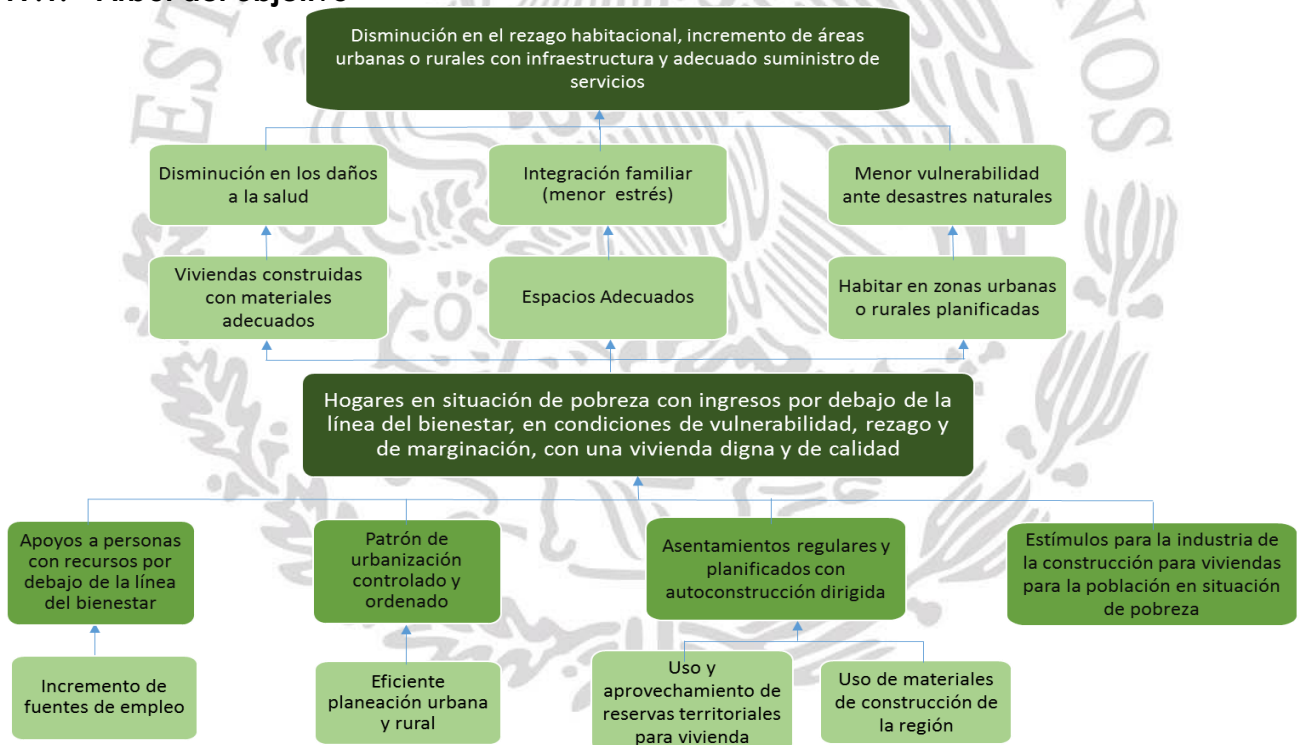 Disminución en el rezago habitacional, incremento de áreas
urbanas o rurales con infraestructura y adecuado suministro de
servicios
Disminución en los daños
a la salud
Integración familiar
(menor estrés)
Menor vulnerabilidad
ante desastres naturales
Viviendas construidas
con materiales
adecuados
Espacios Adecuados
Habitar en zonas urbanas
o rurales planificadas
Hogares en situación de pobreza con ingresos por debajo de la
línea del bienestar, en condiciones de vulnerabilidad, rezago y
de marginación, con una vivienda digna y de calidad
Apoyos a personas
con recursos por
debajo de la línea
del bienestar
Patrón de
urbanización
controlado y
ordenado
Asentamientos regulares y
planificados con
autoconstrucción dirigida
Estímulos para la industria de
la construcción para viviendas
para la población en situación
de pobreza
Incremento de
fuentes de empleo
Eficiente
planeación urbana
y rural
Uso y
aprovechamiento de
reservas territoriales
para vivienda
Uso de materiales
de construcción de
la región